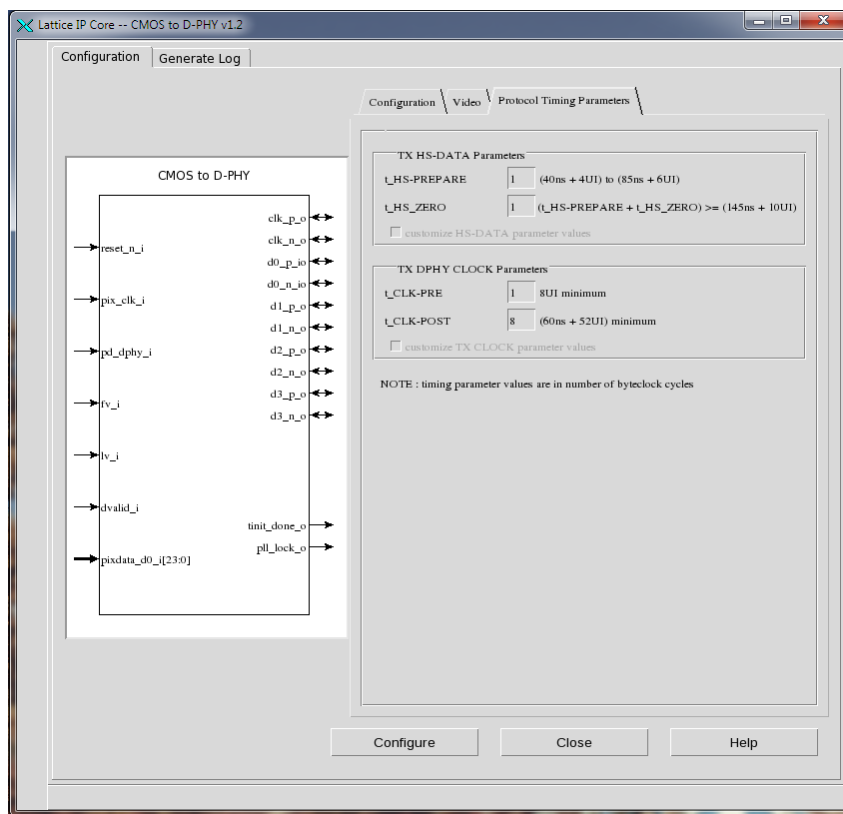 Lattice IP Core -- CMOS to D-PHY v1.2
Configuration Generate Log
Configuration Video Protocol Timing Parameters
CMOS to D-PHY
reset_n_i
pix_clk_i
pd_dphy_i
fv_i
lv_i
dvalid_i
pixdata_d0_i[23:0]
clk_p_o
clk_n_o
d0_p_io
d0_n_io
d1_p_o
d1_n_o
d2_p_o
d2_n_o
d3_p_o
d3_n_o
tinit_done_o
pll_lock_o
TX HS-DATA Parameters
t_HS-PREPARE 1 (40ns + 4UI) to (85ns + 6UI)
t_HS_ZERO 1 (t_HS-PREPARE + t_HS_ZERO) >= (145ns + 10UI)
customize HS-DATA parameter values
TX DPHY CLOCK Parameters
t_CLK-PRE 1 8UI minimum
t_CLK-POST 8 (60ns + 52UI) minimum
customize TX CLOCK parameter values
NOTE : timing parameter values are in number of byteclock cycles
Configure Close Help